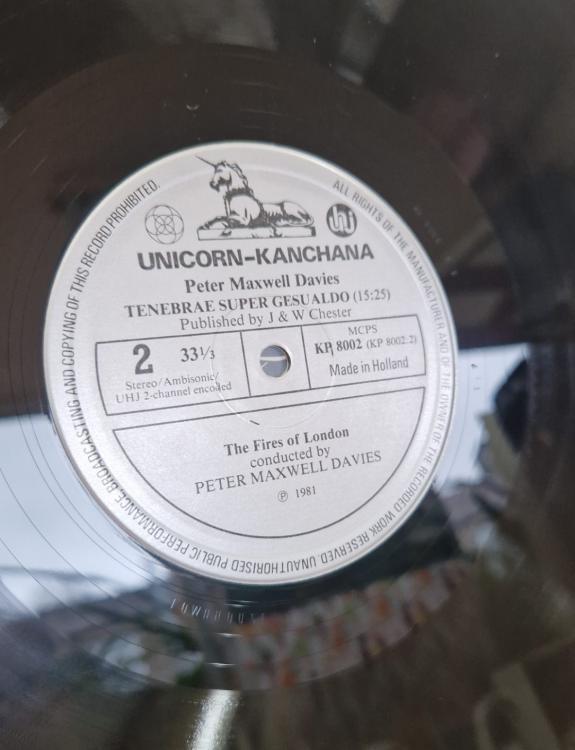 ALL RIGHTS OF THE MANUFACTURER AND OF THE OWNER OF THE RECORDED WORK RESERVED. UNAUTHORISED PUBLIC PERFORMANCE, BROADCASTING AND COPYING OF THIS RECORD PROHIBITED.
uhj
UNICORN-KANCHANA
Peter Maxwell Davies
TENEBRAE SUPER GESUALDO (15:25)
Published by J & W Chester
2 33⅓
Stereo/Ambisonic/
UHJ 2-channel encoded
MCPS
KP 8002 (KP 8002.2)
Made in Holland
The Fires of London
conducted by
PETER MAXWELL DAVIES
℗ 1981